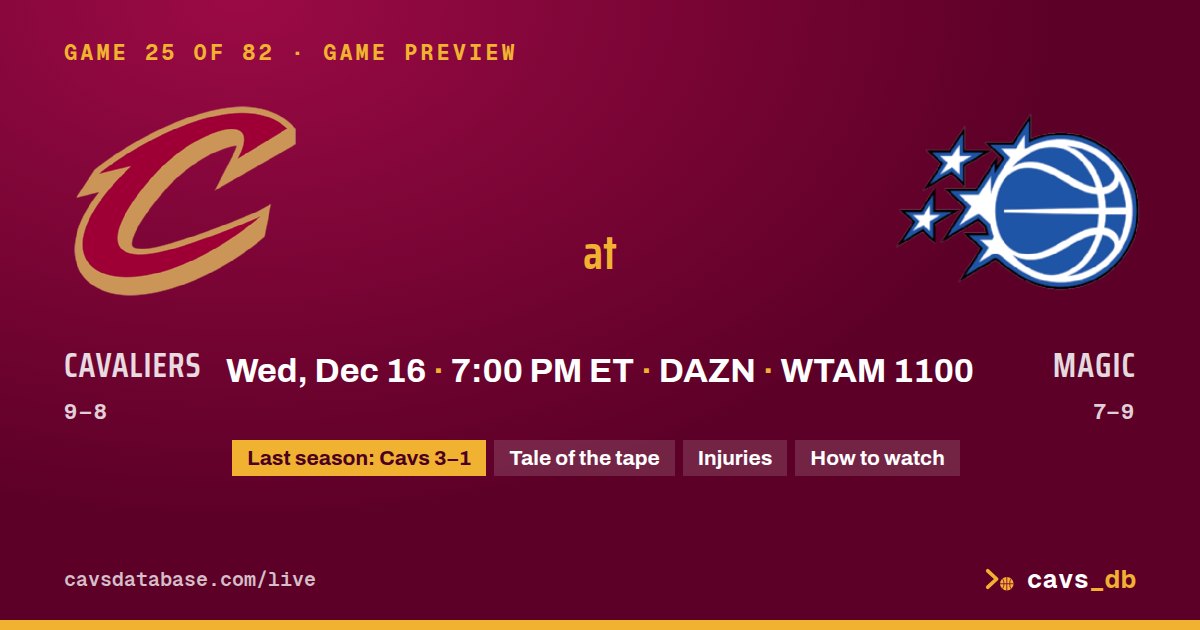 GAME 25 OF 82 · GAME PREVIEW
C
at
CAVALIERS
Wed, Dec 16 · 7:00 PM ET · DAZN · WTAM 1100
MAGIC
9–8
7–9
Last season: Cavs 3–1
Tale of the tape
Injuries
How to watch
cavsdatabase.com/live
cavs_db